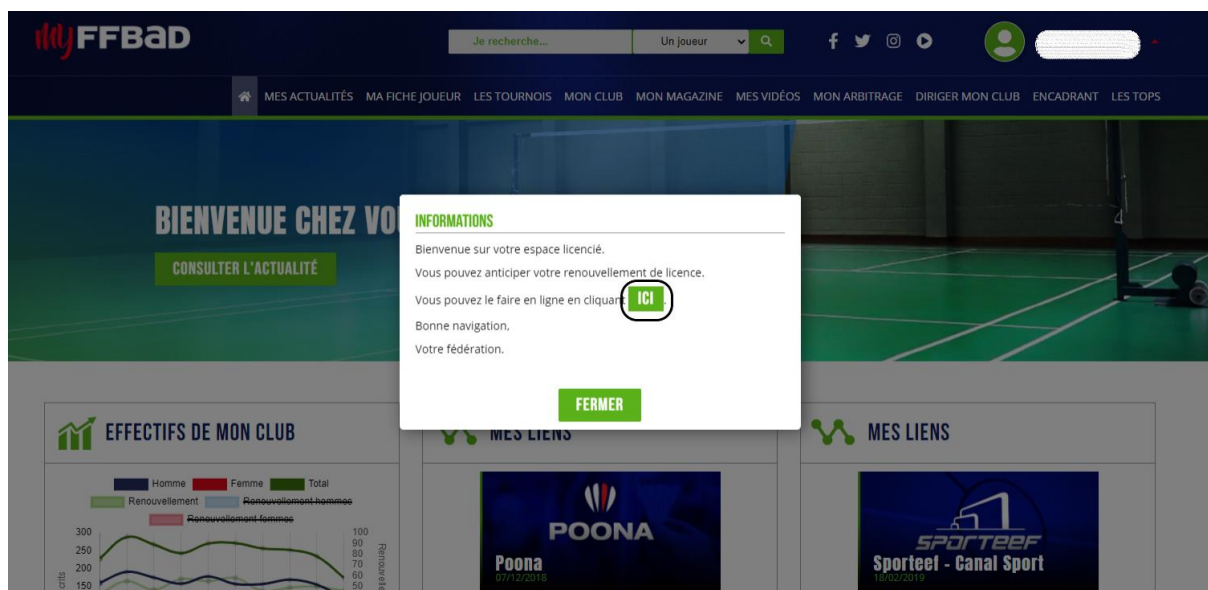 MyFFBaD
Je recherche...
Un joueur
MES ACTUALITÉS MA FICHE JOUEUR LES TOURNOIS MON CLUB MON MAGAZINE MES VIDÉOS MON ARBITRAGE DIRIGER MON CLUB ENCADRANT LES TOPS
BIENVENUE CHEZ VO
CONSULTER L'ACTUALITÉ
INFORMATIONS
Bienvenue sur votre espace licencié.
Vous pouvez anticiper votre renouvellement de licence.
Vous pouvez le faire en ligne en cliquant ICI .
Bonne navigation,
Votre fédération.
FERMER
EFFECTIFS DE MON CLUB
Homme Femme Total
Renouvellement Renouvellement hommes
Renouvellement femmes
300
250
200
150
100
90
80
70
60
50
MES LIENS
POONA
Poona
07/12/2018
MES LIENS
SPORTEEF
Sporteef - Canal Sport
18/02/2019